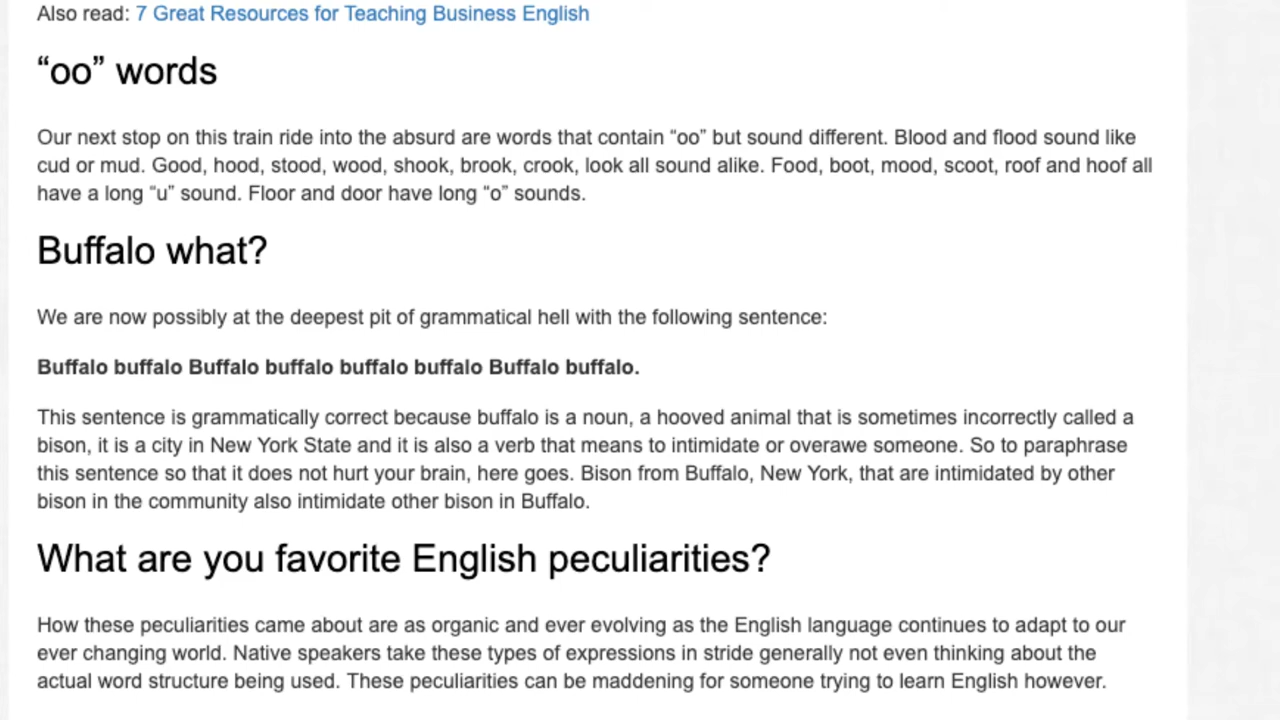 Also read: 7 Great Resources for Teaching Business English
“oo” words
Our next stop on this train ride into the absurd are words that contain “oo” but sound different. Blood and flood sound like
cud or mud. Good, hood, stood, wood, shook, brook, crook, look all sound alike. Food, boot, mood, scoot, roof and hoof all
have a long “u” sound. Floor and door have long “o” sounds.
Buffalo what?
We are now possibly at the deepest pit of grammatical hell with the following sentence:
Buffalo buffalo Buffalo buffalo buffalo buffalo Buffalo buffalo.
This sentence is grammatically correct because buffalo is a noun, a hooved animal that is sometimes incorrectly called a
bison, it is a city in New York State and it is also a verb that means to intimidate or overawe someone. So to paraphrase
this sentence so that it does not hurt your brain, here goes. Bison from Buffalo, New York, that are intimidated by other
bison in the community also intimidate other bison in Buffalo.
What are you favorite English peculiarities?
How these peculiarities came about are as organic and ever evolving as the English language continues to adapt to our
ever changing world. Native speakers take these types of expressions in stride generally not even thinking about the
actual word structure being used. These peculiarities can be maddening for someone trying to learn English however.